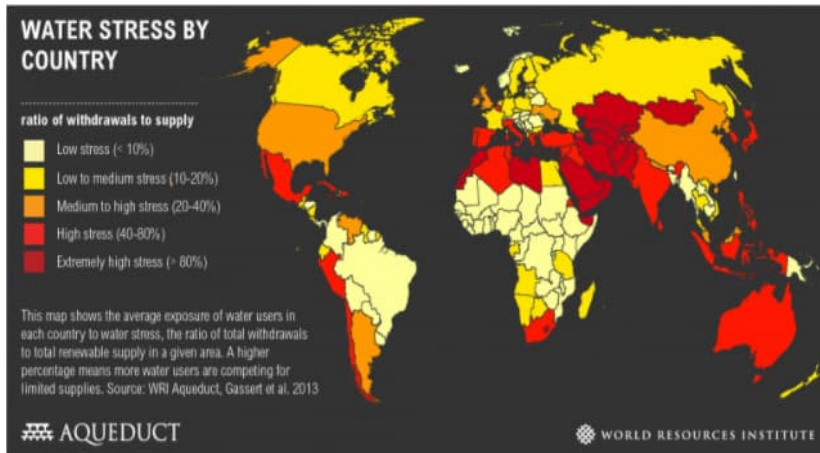 WATER STRESS BY
COUNTRY
ratio of withdrawals to supply
Low stress (< 10%)
Low to medium stress (10-20%)
Medium to high stress (20-40%)
High stress (40-80%)
Extremely high stress (> 80%)
This map shows the average exposure of water users in
each country to water stress, the ratio of total withdrawals
to total renewable supply in a given area. A higher
percentage means more water users are competing for
limited supplies. Source: WRI Aqueduct, Gassert et al. 2013
AQUEDUCT
WORLD RESOURCES INSTITUTE